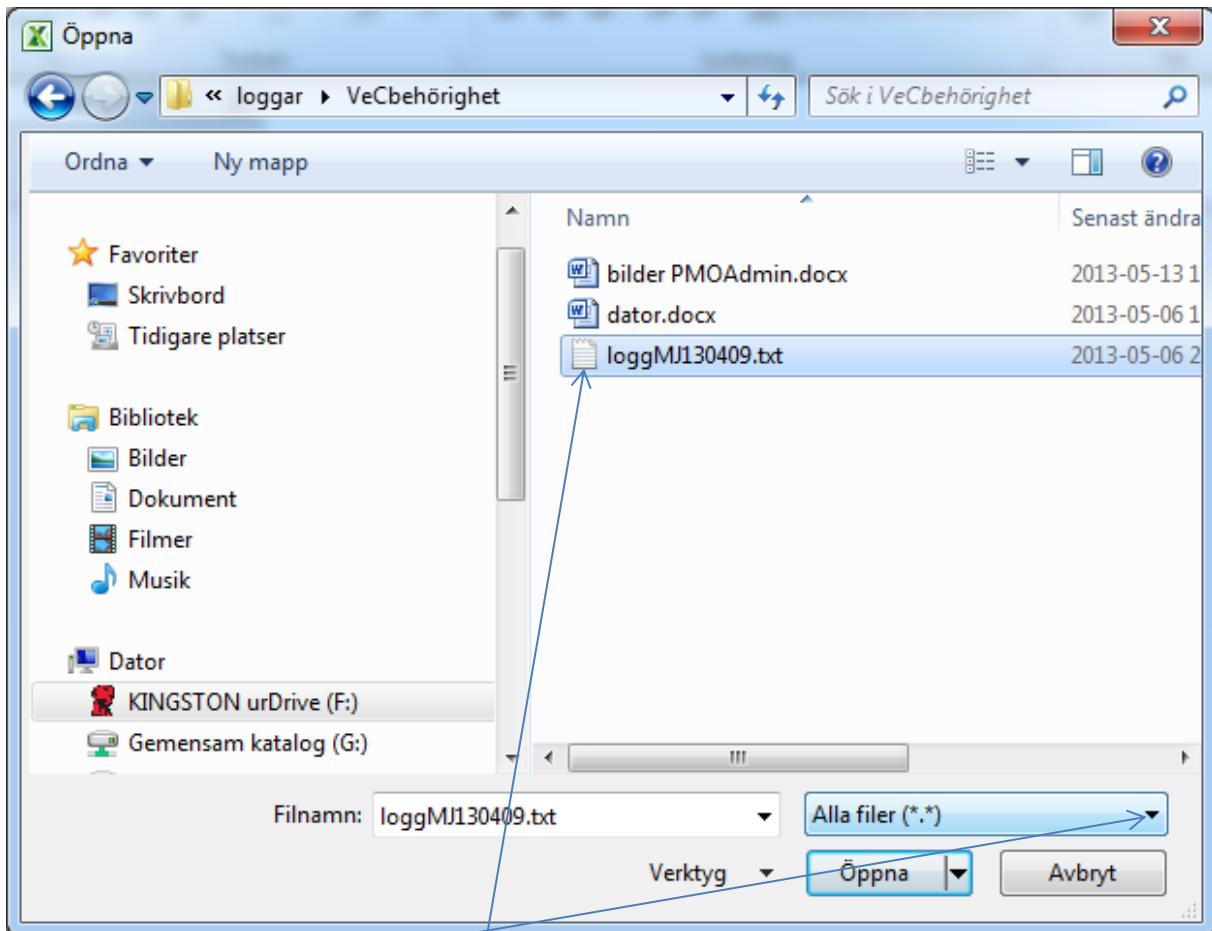 Öppna
« loggar VeCbehörighet
Sök i VeCbehörighet
Ordna Ny mapp
Namn Senast ändra
Favoriter
Skrivbord
Tidigare platser
Bibliotek
Bilder
Dokument
Filmer
Musik
Dator
KINGSTON urDrive (F:)
Gemensam katalog (G:)
bilder PMOAdmin.docx 2013-05-13 1
dator.docx 2013-05-06 1
loggMJ130409.txt 2013-05-06 2
Filnamn: loggMJ130409.txt Alla filer (*.*)
Verktyg Öppna Avbryt